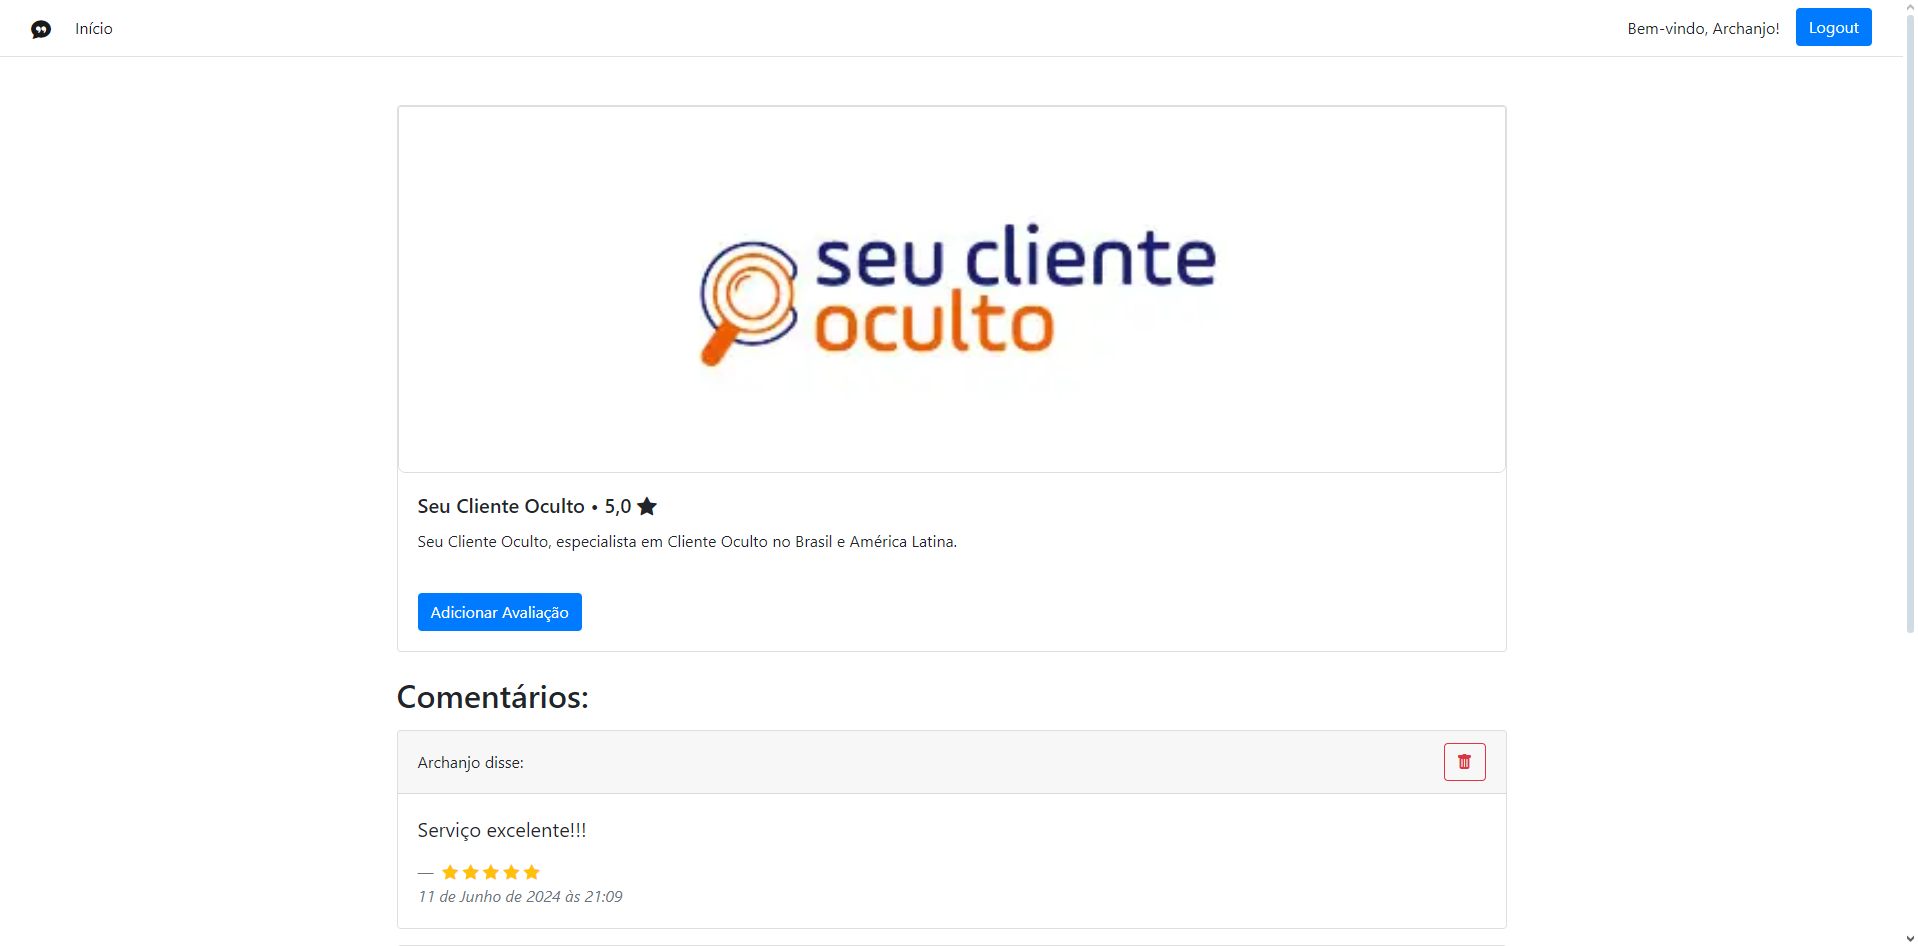 Início
Bem-vindo, Archanjo!
Logout
seu cliente
oculto
Seu Cliente Oculto • 5,0
Seu Cliente Oculto, especialista em Cliente Oculto no Brasil e América Latina.
Adicionar Avaliação
Comentários:
Archanjo disse:
Serviço excelente!!!
—
11 de Junho de 2024 às 21:09